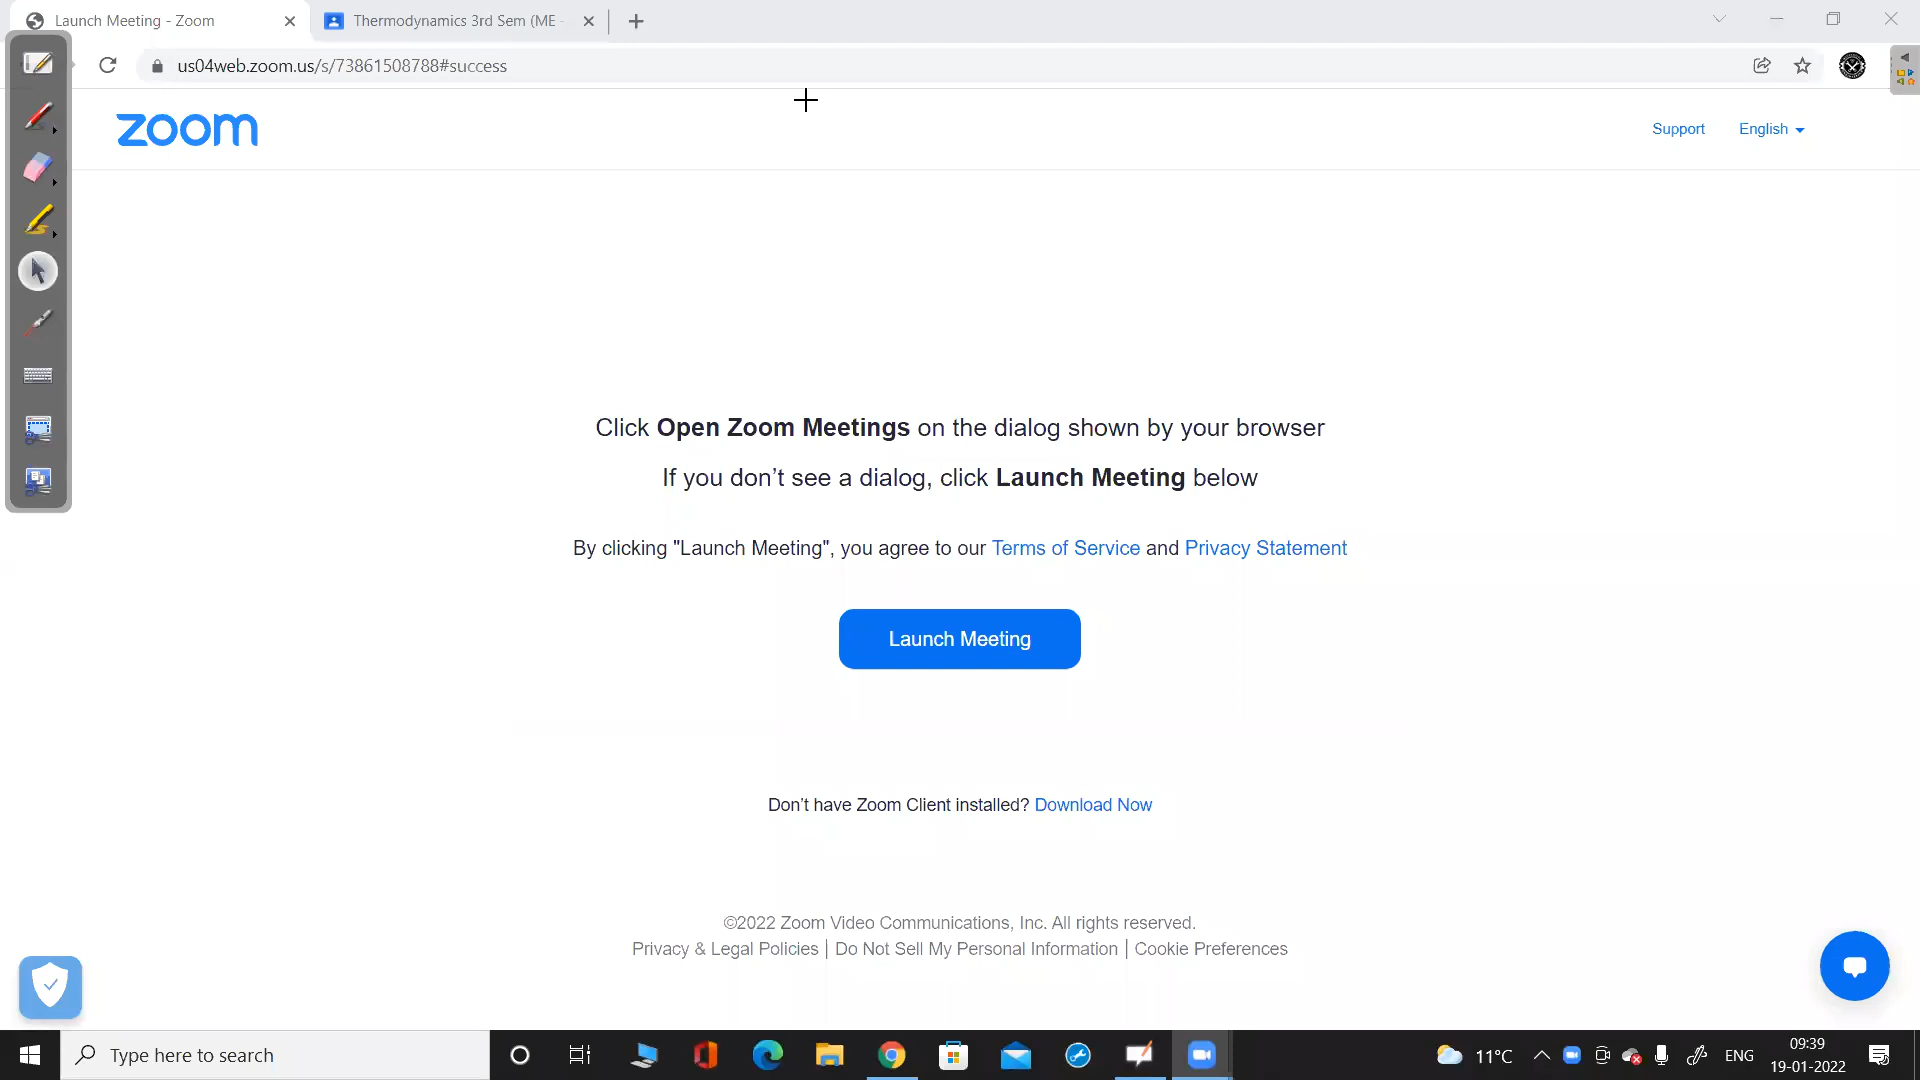 Launch Meeting - Zoom
Thermodynamics 3rd Sem (ME -
us04web.zoom.us/s/73861508788#success
zoom
Support
English
Click Open Zoom Meetings on the dialog shown by your browser
If you don’t see a dialog, click Launch Meeting below
By clicking "Launch Meeting", you agree to our Terms of Service and Privacy Statement
Launch Meeting
Don’t have Zoom Client installed? Download Now
©2022 Zoom Video Communications, Inc. All rights reserved.
Privacy & Legal Policies | Do Not Sell My Personal Information | Cookie Preferences
Type here to search
11°C
ENG
09:39
19-01-2022